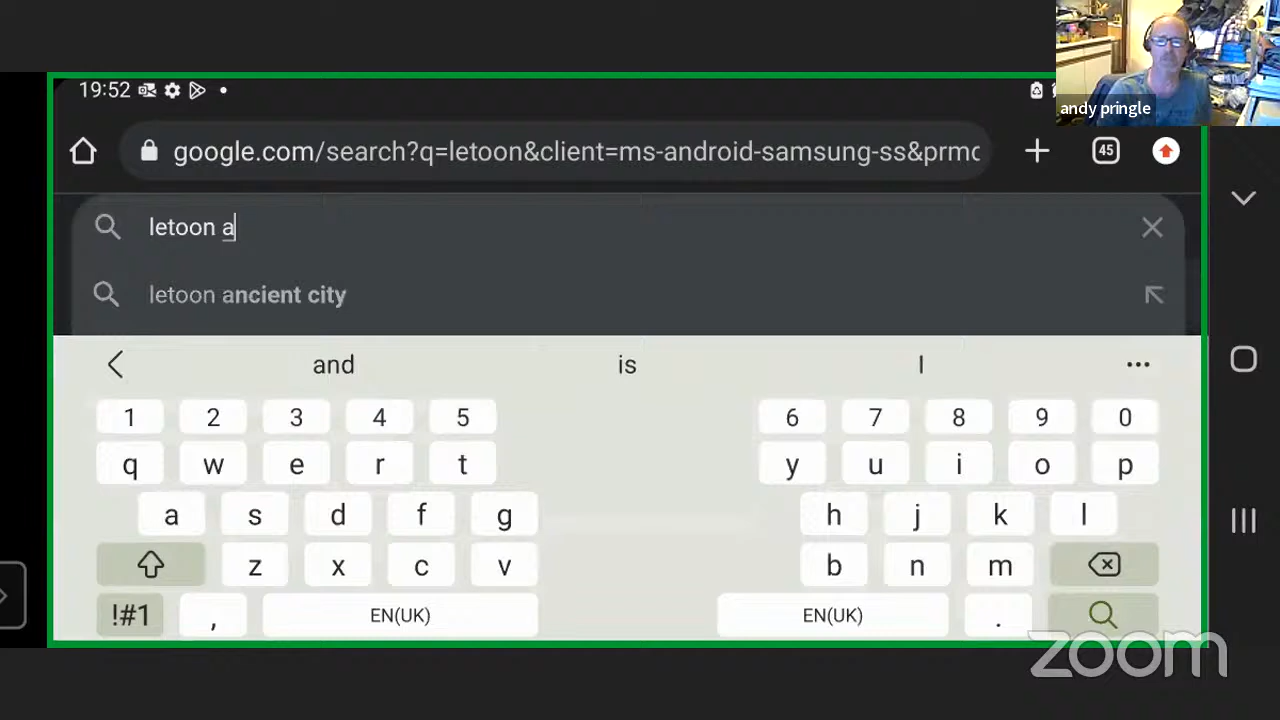 19:52
andy pringle
google.com/search?q=letoon&client=ms-android-samsung-ss&prmc
45
letoon a
letoon ancient city
and is I
1 2 3 4 5 6 7 8 9 0
q w e r t y u i o p
a s d f g h j k l
z x c v b n m
!#1 , EN(UK) EN(UK) .
zoom